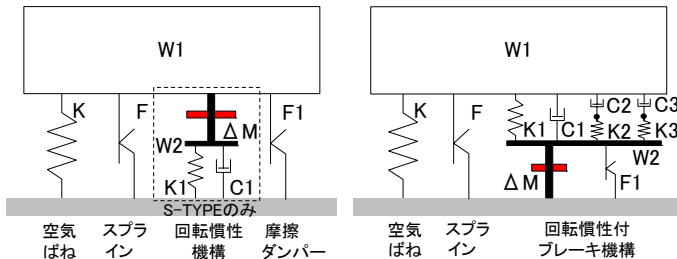 W1
K
F
F1
ΔM
W2
K1
C1
S-TYPEのみ
空気
ばね
スプラ
イン
回転慣性
機構
摩擦
ダンパー
W1
K
F
K1
C1
C2
C3
K2
K3
W2
ΔM
F1
空気
ばね
スプラ
イン
回転慣性付
ブレーキ機構